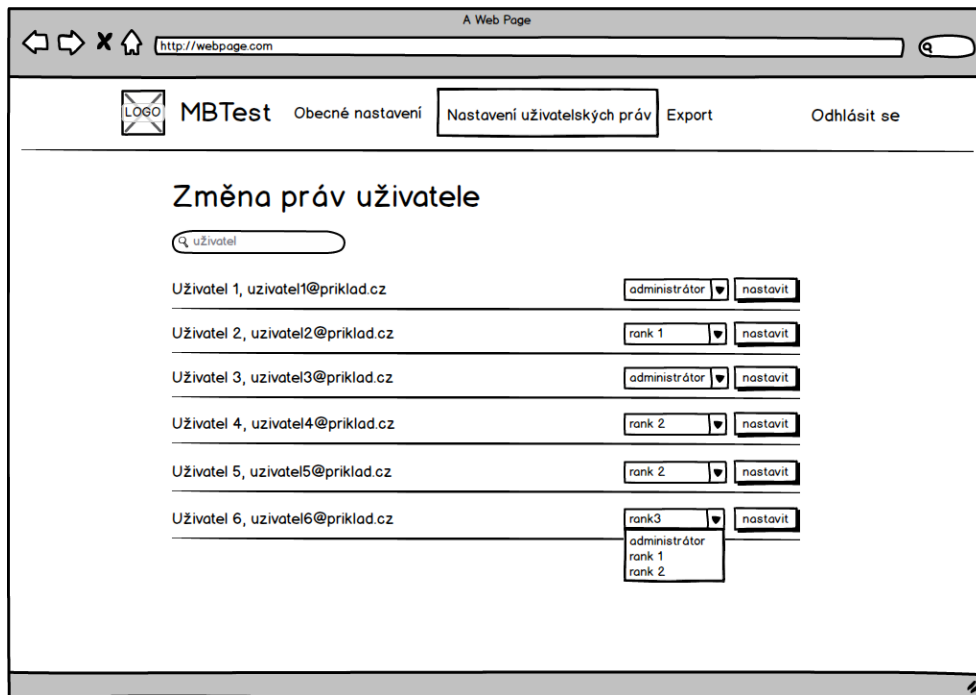 A Web Page
http://webpage.com
LOGO MBTest Obecné nastavení Nastavení uživatelských práv Export Odhlásit se
Změna práv uživatele
uživatel
Uživatel 1, uzivatel1@priklad.cz administrátor nastavit
Uživatel 2, uzivatel2@priklad.cz rank 1 nastavit
Uživatel 3, uzivatel3@priklad.cz administrátor nastavit
Uživatel 4, uzivatel4@priklad.cz rank 2 nastavit
Uživatel 5, uzivatel5@priklad.cz rank 2 nastavit
Uživatel 6, uzivatel6@priklad.cz rank3 nastavit
administrátor
rank 1
rank 2